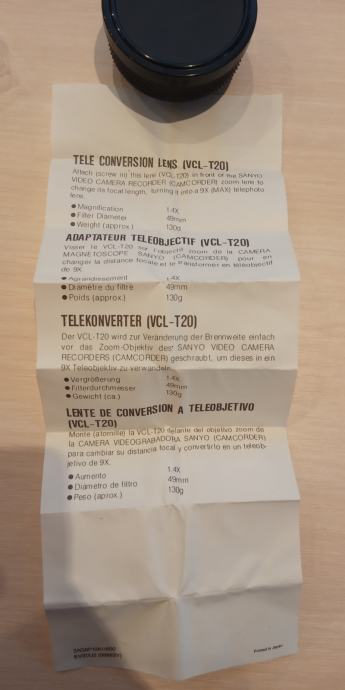 TELE CONVERSION LENS (VCL-T20)
Attach (screw in) this lens (VCL-T20) in front of the SANYO
VIDEO CAMERA RECORDER (CAMCORDER) zoom lens to
change its focal length, turning it into a 9X (MAX) telephoto
lens.
● Magnification 1.4X
● Filter Diameter 49mm
● Weight (approx.) 130g
ADAPTATEUR TELEOBJECTIF (VCL-T20)
Visser le VCL-T20 sur l'objectif zoom de la CAMERA
MAGNETOSCOPE SANYO (CAMCORDER) pour en
changer la distance focale et le transformer en téléobjectif
de 9X.
● Agrandissement 1.4X
● Diamètre du filtre 49mm
● Poids (approx.) 130g
TELEKONVERTER (VCL-T20)
Der VCL-T20 wird zur Veränderung der Brennweite einfach
vor das Zoom-Objektiv des SANYO VIDEO CAMERA
RECORDERS (CAMCORDER) geschraubt, um dieses in ein
9X Teleobjektiv zu verwandeln.
● Vergrößerung 1.4X
● Filterdurchmesser 49mm
● Gewicht (ca.) 130g
LENTE DE CONVERSION A TELEOBJETIVO
(VCL-T20)
Monte (atornille) la VCL-T20 delante del objetivo zoom de
la CAMERA VIDEOGRABADORA SANYO (CAMCORDER)
para cambiar su distancia focal y convertirlo en un teleob-
jetivo de 9X.
● Aumento 1.4X
● Diámetro de filtro 49mm
● Peso (aprox.) 130g
Printed in Japan